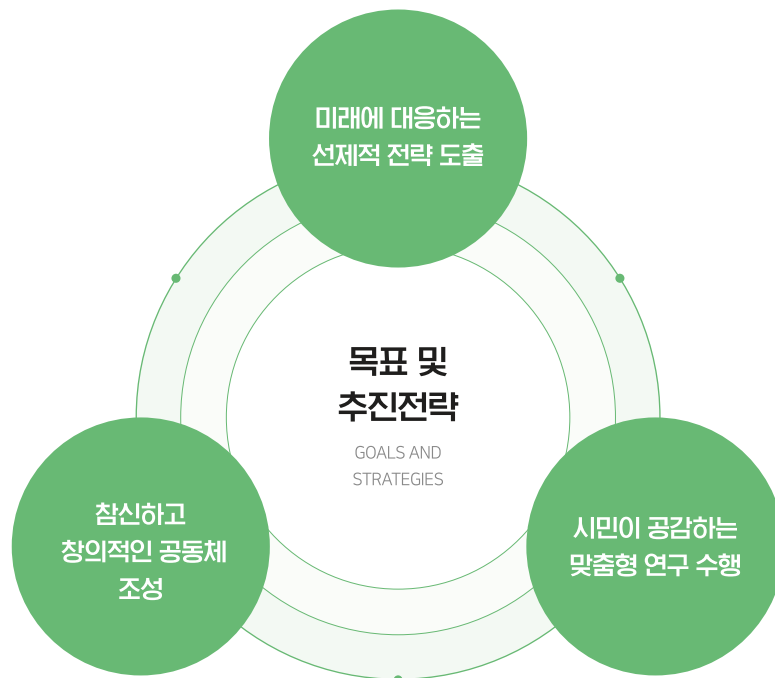 미래에 대응하는
선제적 전략 도출
목표 및
추진전략
GOALS AND
STRATEGIES
참신하고
창의적인 공동체
조성
시민이 공감하는
맞춤형 연구 수행